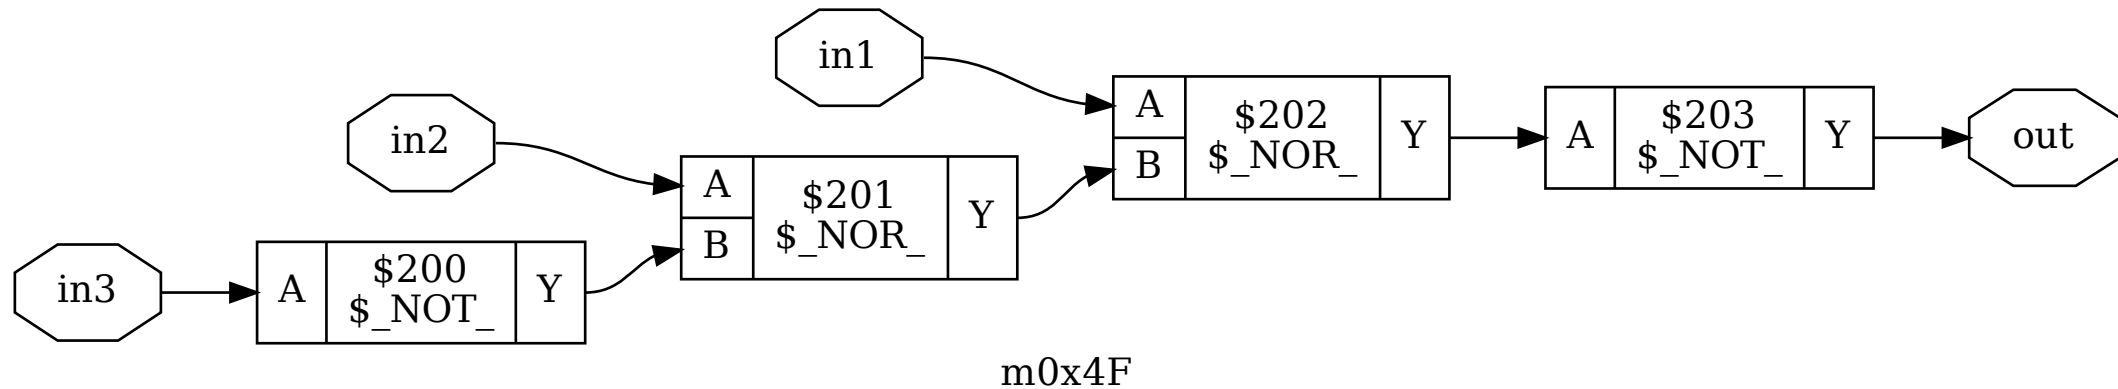 in1
in2
in3
A
$200
$_NOT_
Y
A
B
$201
$_NOR_
Y
A
B
$202
$_NOR_
Y
A
$203
$_NOT_
Y
out
m0x4F